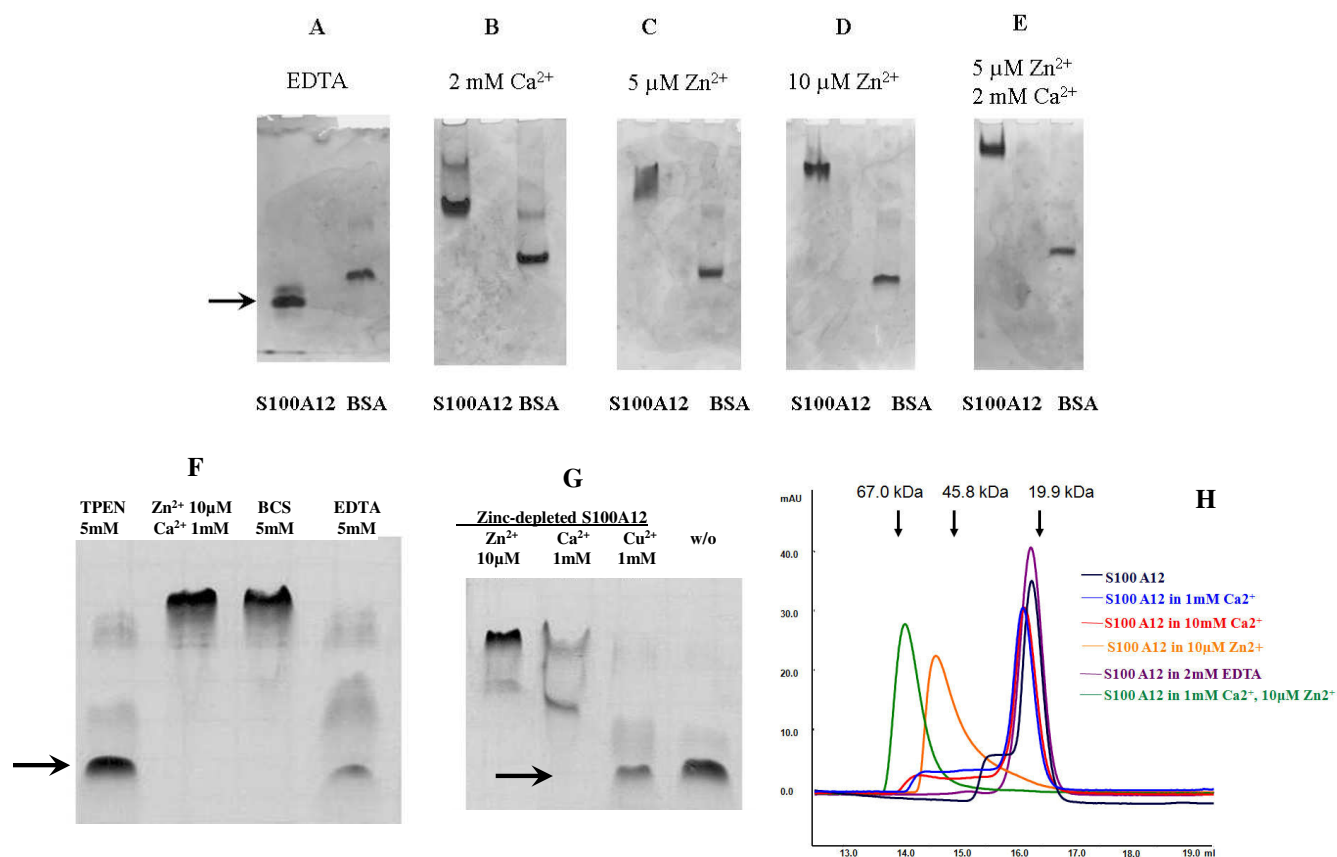 A B C D E
EDTA 2 mM Ca²⁺ 5 µM Zn²⁺ 10 µM Zn²⁺ 5 µM Zn²⁺
2 mM Ca²⁺
S100A12 BSA S100A12 BSA S100A12 BSA S100A12 BSA S100A12 BSA
F
TPEN Zn²⁺ 10µM BCS EDTA
5mM Ca²⁺ 1mM 5mM 5mM
G
Zinc-depleted S100A12
Zn²⁺ Ca²⁺ Cu²⁺ w/o
10µM 1mM 1mM
H
67.0 kDa 45.8 kDa 19.9 kDa
mAU
40.0
30.0
20.0
10.0
0.0
S100 A12
S100 A12 in 1mM Ca2⁺
S100 A12 in 10mM Ca²⁺
S100 A12 in 10µM Zn2+
S100 A12 in 2mM EDTA
S100 A12 in 1mM Ca²⁺, 10µM Zn2⁺
13.0 14.0 15.0 16.0 17.0 18.0 19.0 ml